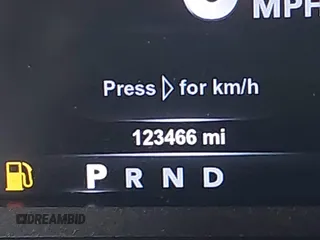 MPH
Press ▷ for km/h
123466 mi
P R N D
DREAMBID